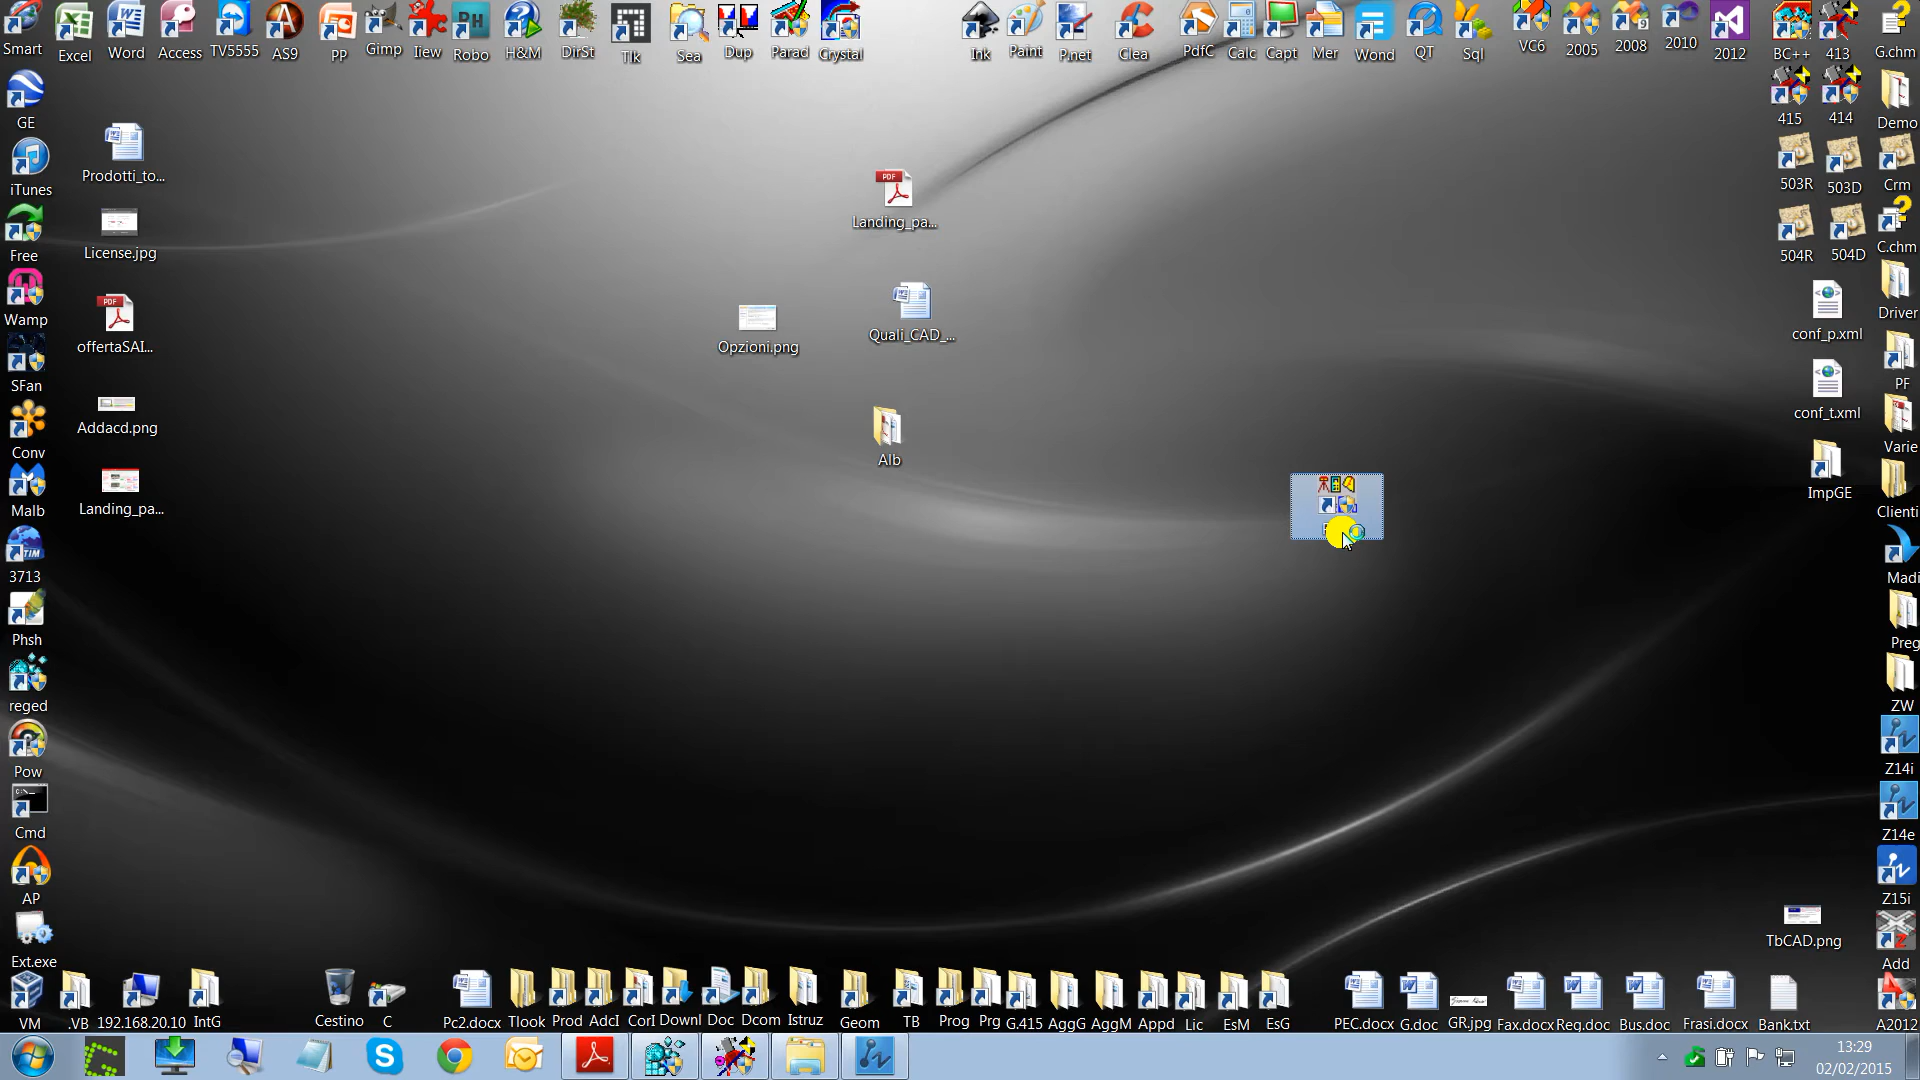 Smart
Excel
Word
Access
TV5555
AS9
PP
Gimp
Iiew
Robo
H&M
DirSt
Tlk
Sea
Dup
Parad
Crystal
Ink
Paint
P.net
Clea
PdfC
Calc
Capt
Mer
Wond
QT
Sql
VC6
2005
2008
2010
2012
BC++
413
G.chm
GE
415
414
Demo
Prodotti_to...
iTunes
503R
503D
Crm
Landing_pa...
License.jpg
Free
504R
504D
C.chm
Wamp
Driver
Opzioni.png
Quali_CAD_...
offertaSAI...
conf_p.xml
SFan
PF
Addacd.png
conf_t.xml
Conv
Alb
Varie
Malb
Landing_pa...
ImpGE
Clienti
3713
Madi
Phsh
Preg
reged
ZW
Pow
Z14i
Cmd
Z14e
AP
Z15i
TbCAD.png
Ext.exe
Add
VM
.VB
192.168.20.10
IntG
Cestino
C
Pc2.docx
Tlook
Prod
AdcI
CorI
Downl
Doc
Dcom
Istruz
Geom
TB
Prog
Prg
G.415
AggG
AggM
Appd
Lic
EsM
EsG
PEC.docx
G.doc
GR.jpg
Fax.docx
Reg.doc
Bus.doc
Frasi.docx
Bank.txt
A2012
13:29
02/02/2015